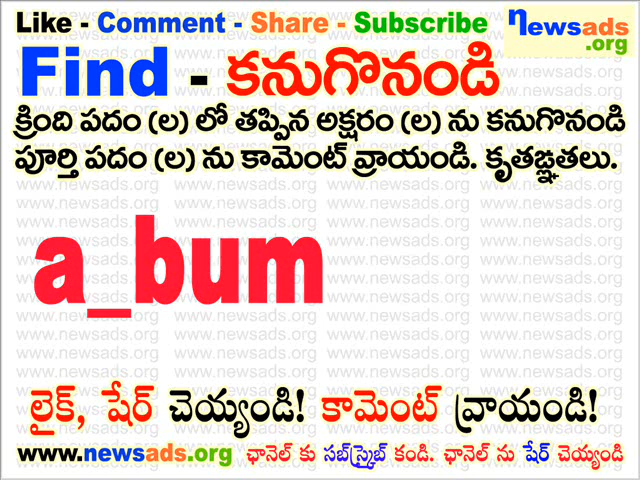 Like - Comment - Share - Subscribe
newsads
.org
Find - కనుగొనండి
క్రింది పదం (ల) లో తప్పిన అక్షరం (ల) ను కనుగొనండి
పూర్తి పదం (ల) ను కామెంట్ వ్రాయండి. కృతఙ్ఞతలు.
a_bum
లైక్, షేర్ చెయ్యండి! కామెంట్ వ్రాయండి!
www.newsads.org ఛానెల్ కు సబ్‌స్క్రైబ్ కండి. ఛానెల్ ను షేర్ చెయ్యండి